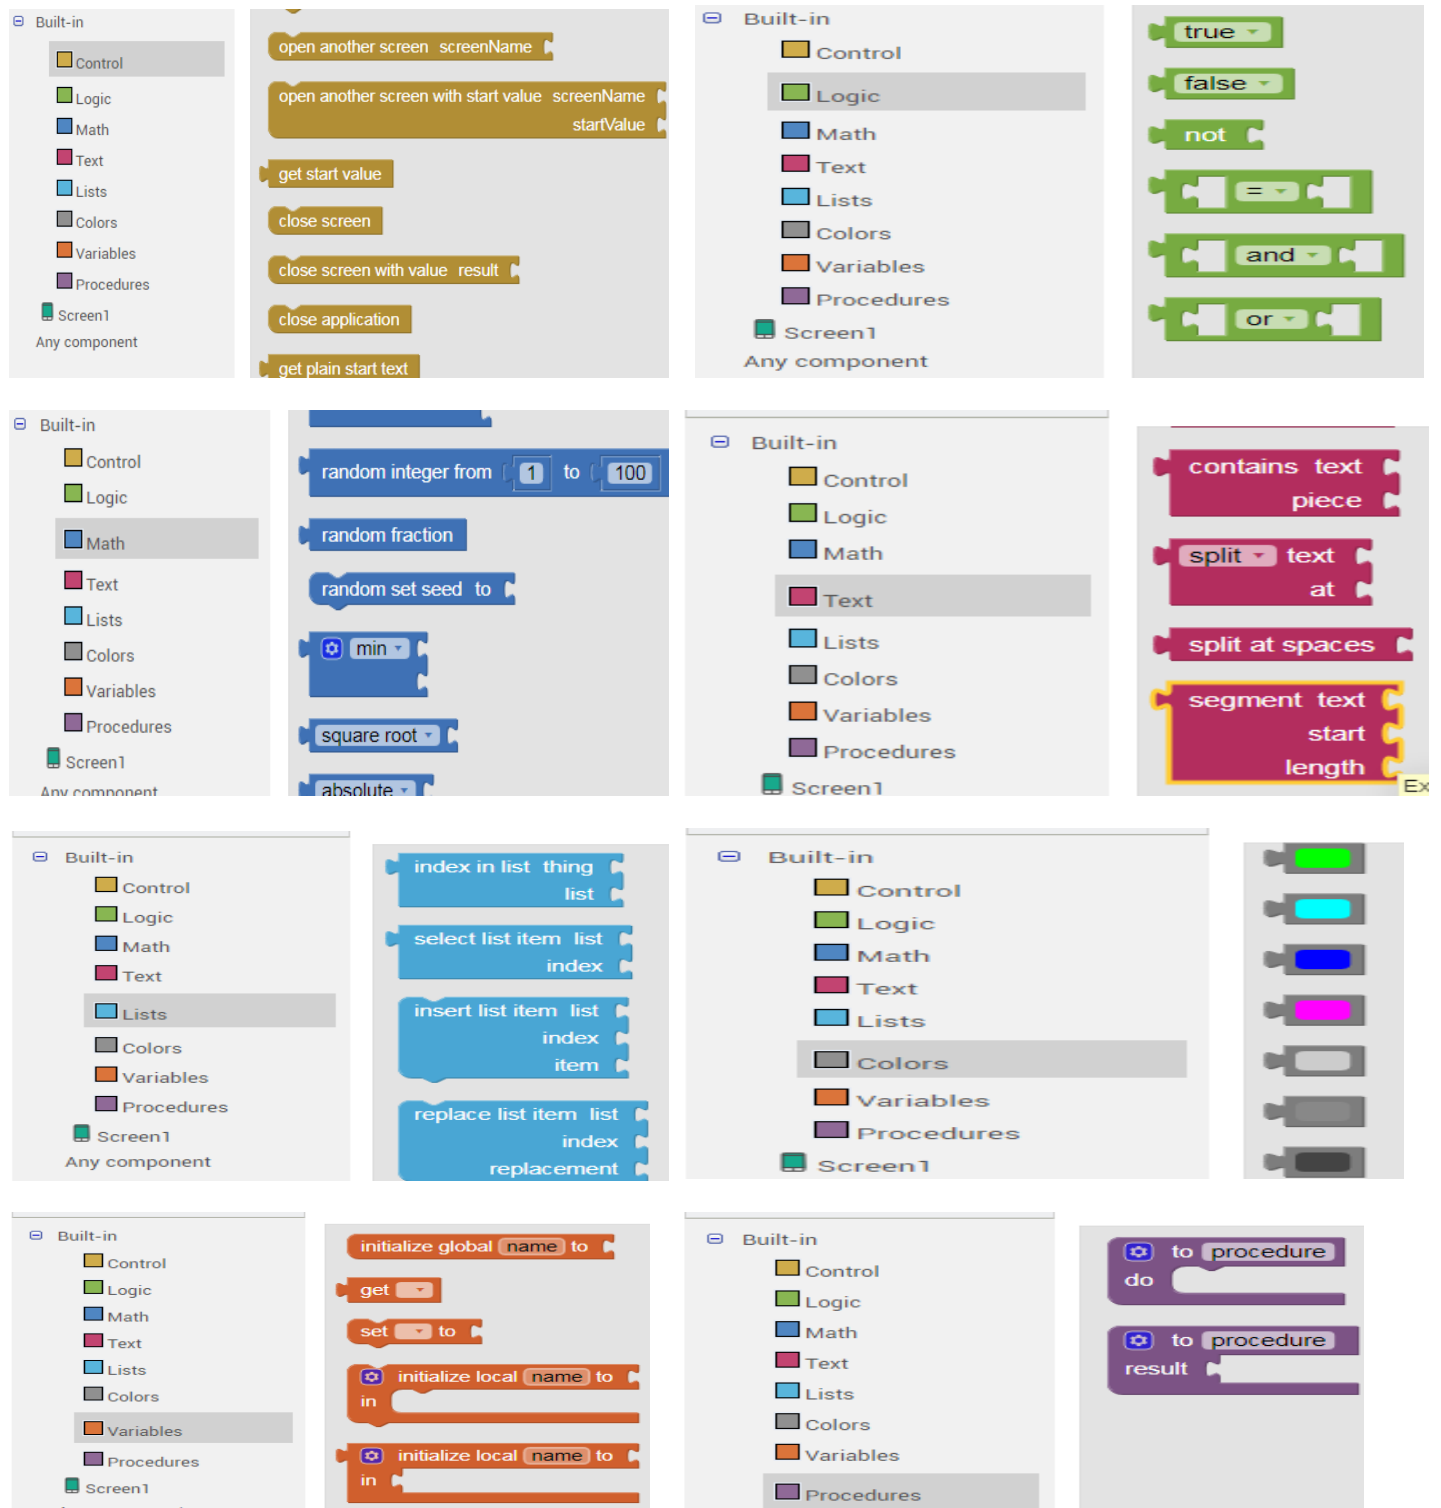 Built-in
Control
Logic
Math
Text
Lists
Colors
Variables
Procedures
Screen1
Any component
open another screen screenName
open another screen with start value screenName
startValue
get start value
close screen
close screen with value result
close application
get plain start text
Built-in
Control
Logic
Math
Text
Lists
Colors
Variables
Procedures
Screen1
Any component
true
false
not
=
and
or
Built-in
Control
Logic
Math
Text
Lists
Colors
Variables
Procedures
Screen1
Any component
random integer from 1 to 100
random fraction
random set seed to
min
square root
absolute
Built-in
Control
Logic
Math
Text
Lists
Colors
Variables
Procedures
Screen1
contains text
piece
split text
at
split at spaces
segment text
start
length
Ex
Built-in
Control
Logic
Math
Text
Lists
Colors
Variables
Procedures
Screen1
Any component
index in list thing
list
select list item list
index
insert list item list
index
item
replace list item list
index
replacement
Built-in
Control
Logic
Math
Text
Lists
Colors
Variables
Procedures
Screen1
Built-in
Control
Logic
Math
Text
Lists
Colors
Variables
Procedures
Screen1
initialize global name to
get
set to
initialize local name to
in
initialize local name to
in
Built-in
Control
Logic
Math
Text
Lists
Colors
Variables
Procedures
to procedure
do
to procedure
result